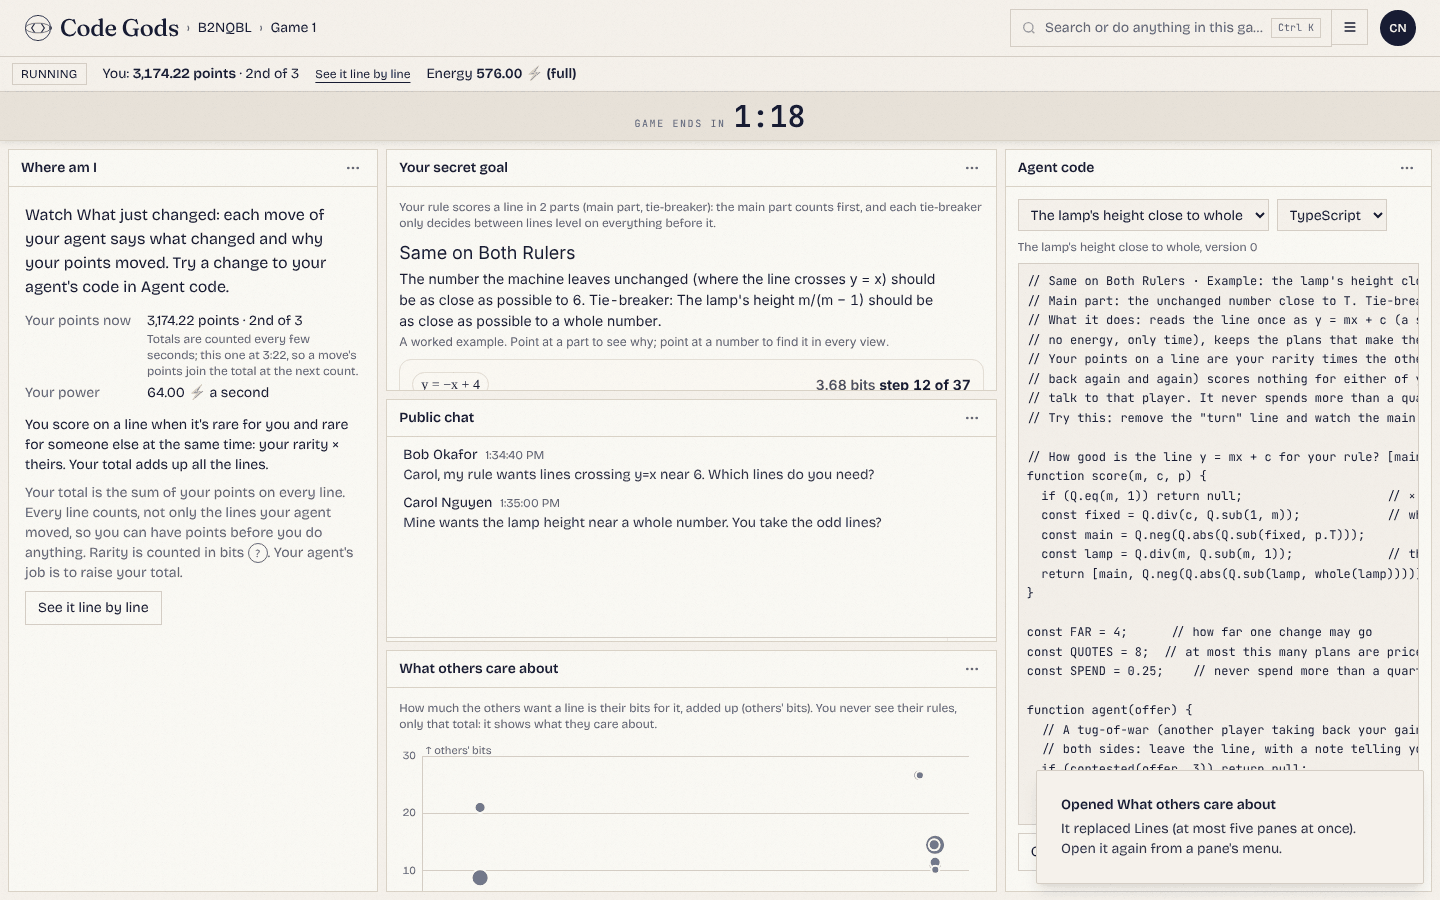 Code Gods › B2NQBL › Game 1
Search or do anything in this ga... Ctrl K
CN
RUNNING You: 3,174.22 points · 2nd of 3 See it line by line Energy 576.00 ⚡ (full)
GAME ENDS IN 1:18
Where am I
Watch What just changed: each move of
your agent says what changed and why
your points moved. Try a change to your
agent's code in Agent code.
Your points now 3,174.22 points · 2nd of 3
Totals are counted every few
seconds; this one at 3:22, so a move's
points join the total at the next count.
Your power 64.00 ⚡ a second
You score on a line when it's rare for you and rare
for someone else at the same time: your rarity ×
theirs. Your total adds up all the lines.
Your total is the sum of your points on every line.
Every line counts, not only the lines your agent
moved, so you can have points before you do
anything. Rarity is counted in bits ?. Your agent's
job is to raise your total.
See it line by line
Your secret goal
Your rule scores a line in 2 parts (main part, tie-breaker): the main part counts first, and each tie-breaker
only decides between lines level on everything before it.
Same on Both Rulers
The number the machine leaves unchanged (where the line crosses y = x) should
be as close as possible to 6. Tie-breaker: The lamp's height m/(m − 1) should be
as close as possible to a whole number.
A worked example. Point at a part to see why; point at a number to find it in every view.
y = −x + 4 3.68 bits step 12 of 37
Public chat
Bob Okafor 1:34:40 PM
Carol, my rule wants lines crossing y=x near 6. Which lines do you need?
Carol Nguyen 1:35:00 PM
Mine wants the lamp height near a whole number. You take the odd lines?
What others care about
How much the others want a line is their bits for it, added up (others' bits). You never see their rules,
only that total: it shows what they care about.
↑ others' bits
30
20
10
Agent code
The lamp's height close to whole TypeScript
The lamp's height close to whole, version 0
// Same on Both Rulers · Example: the lamp's height clo
// Main part: the unchanged number close to T. Tie-brea
// What it does: reads the line once as y = mx + c (a s
// no energy, only time), keeps the plans that make the
// Your points on a line are your rarity times the othe
// back again and again) scores nothing for either of y
// talk to that player. It never spends more than a qua
// Try this: remove the "turn" line and watch the main
// How good is the line y = mx + c for your rule? [main
function score(m, c, p) {
if (Q.eq(m, 1)) return null; // ×
const fixed = Q.div(c, Q.sub(1, m)); // wh
const main = Q.neg(Q.abs(Q.sub(fixed, p.T)));
const lamp = Q.div(m, Q.sub(m, 1)); // th
return [main, Q.neg(Q.abs(Q.sub(lamp, whole(lamp))))]
}
const FAR = 4; // how far one change may go
const QUOTES = 8; // at most this many plans are price
const SPEND = 0.25; // never spend more than a quar
function agent(offer) {
// A tug-of-war (another player taking back your gai
// both sides: leave the line, with a note telling yo
if (contested(offer, 3)) return null;
Opened What others care about
It replaced Lines (at most five panes at once).
Open it again from a pane's menu.